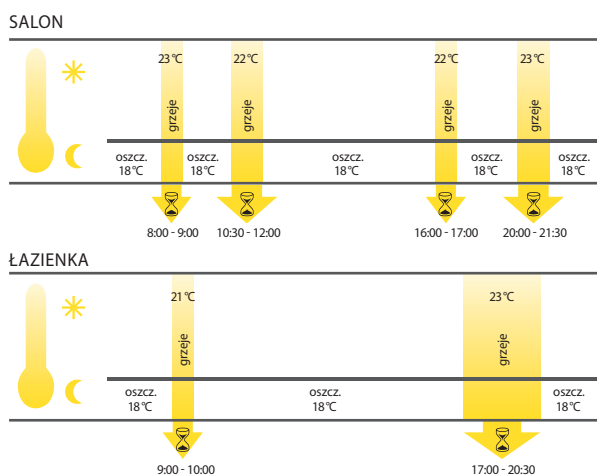 SALON
23°C 22°C 22°C 23°C
grzeje grzeje grzeje grzeje
oszcz. oszcz. oszcz. oszcz. oszcz.
18°C 18°C 18°C 18°C 18°C
8:00 - 9:00 10:30 - 12:00 16:00 - 17:00 20:00 - 21:30
ŁAZIENKA
21°C 23°C
grzeje grzeje
oszcz. oszcz. oszcz.
18°C 18°C 18°C
9:00 - 10:00 17:00 - 20:30